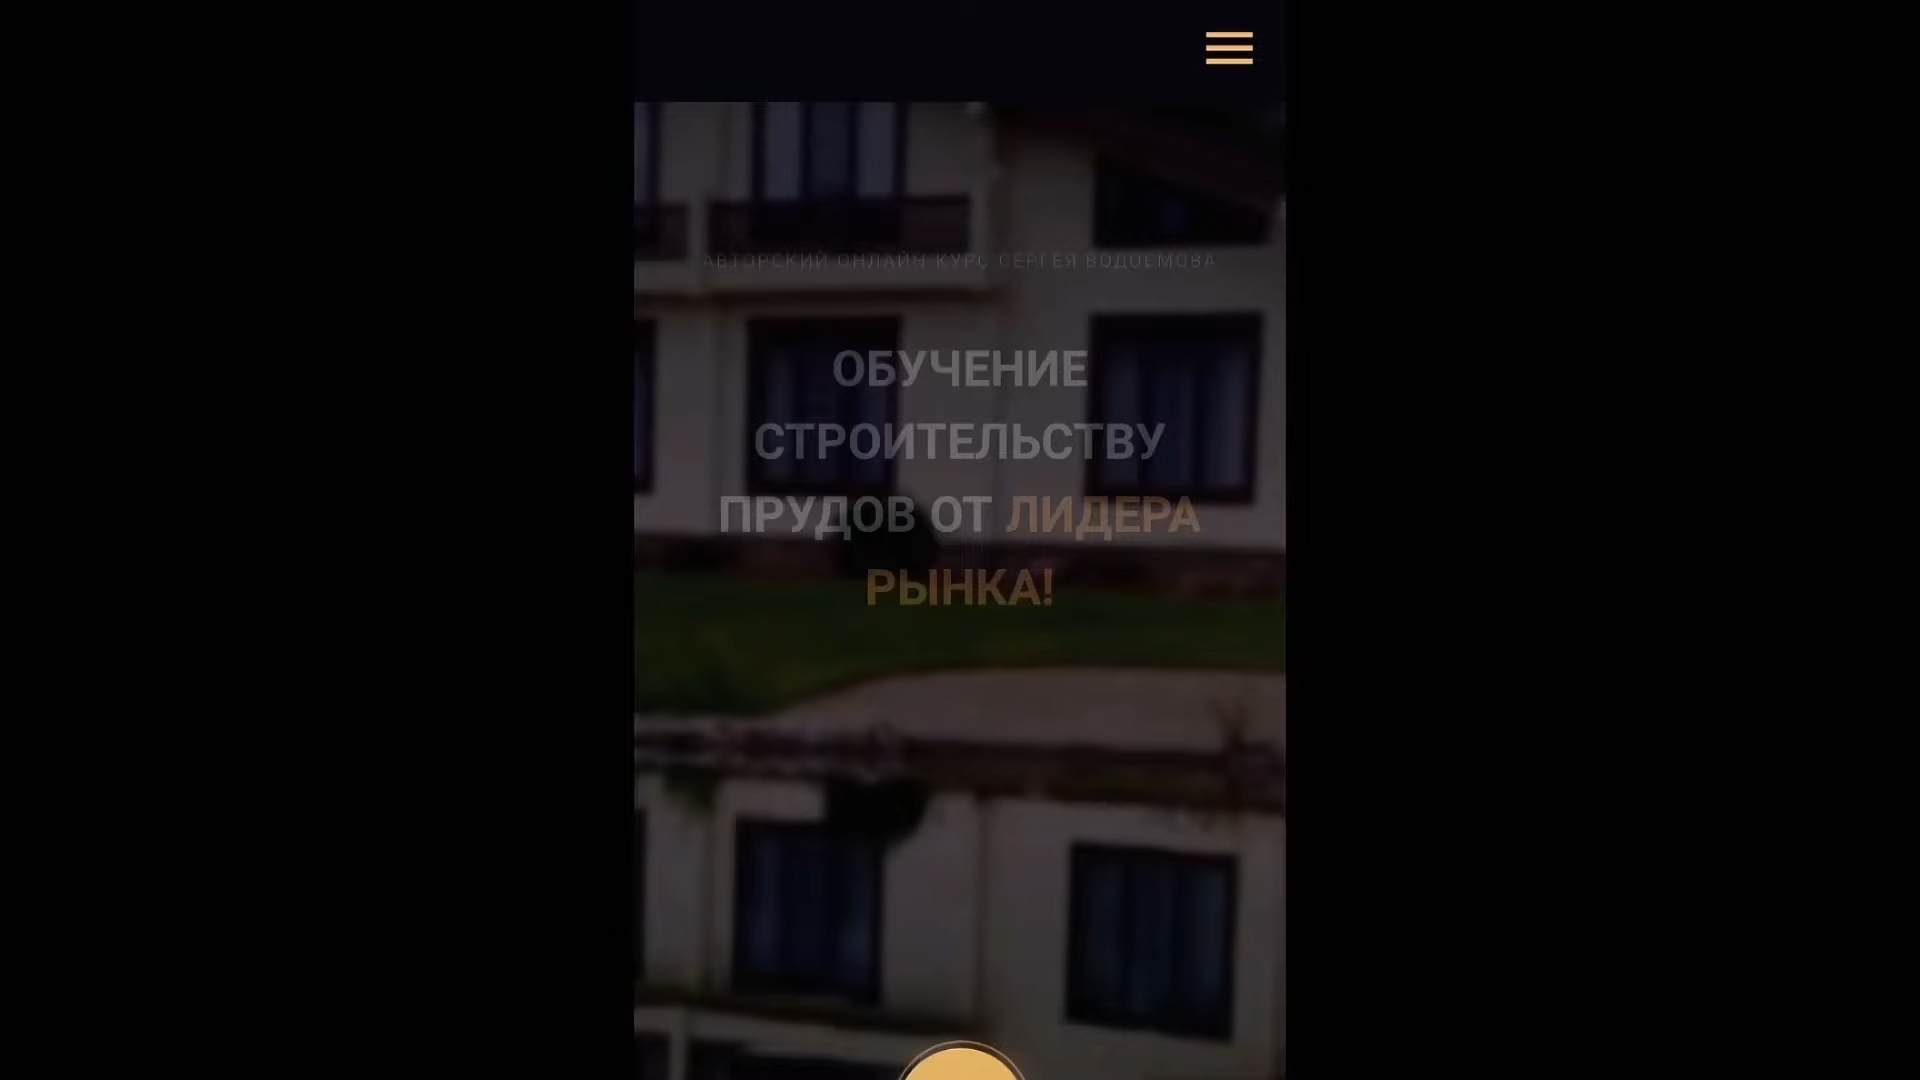 АВТОРСКИЙ ОНЛАЙН КУРС СЕРГЕЯ ВОДОЕМОВА
ОБУЧЕНИЕ
СТРОИТЕЛЬСТВУ
ПРУДОВ ОТ ЛИДЕРА
РЫНКА!